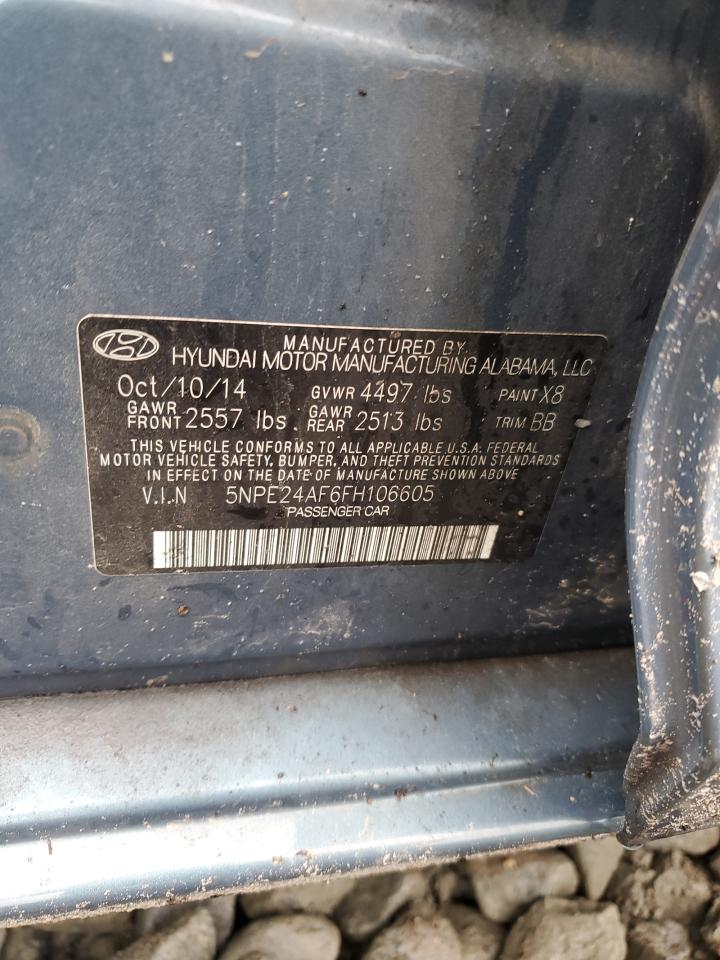 MANUFACTURED BY
HYUNDAI MOTOR MANUFACTURING ALABAMA, LLC
Oct/10/14 GVWR 4497 lbs PAINT X8
GAWR FRONT 2557 lbs GAWR REAR 2513 lbs TRIM BB
THIS VEHICLE CONFORMS TO ALL APPLICABLE U.S.A. FEDERAL
MOTOR VEHICLE SAFETY, BUMPER, AND THEFT PREVENTION STANDARDS
IN EFFECT ON THE DATE OF MANUFACTURE SHOWN ABOVE
V.I.N 5NPE24AF6FH106605
PASSENGER CAR